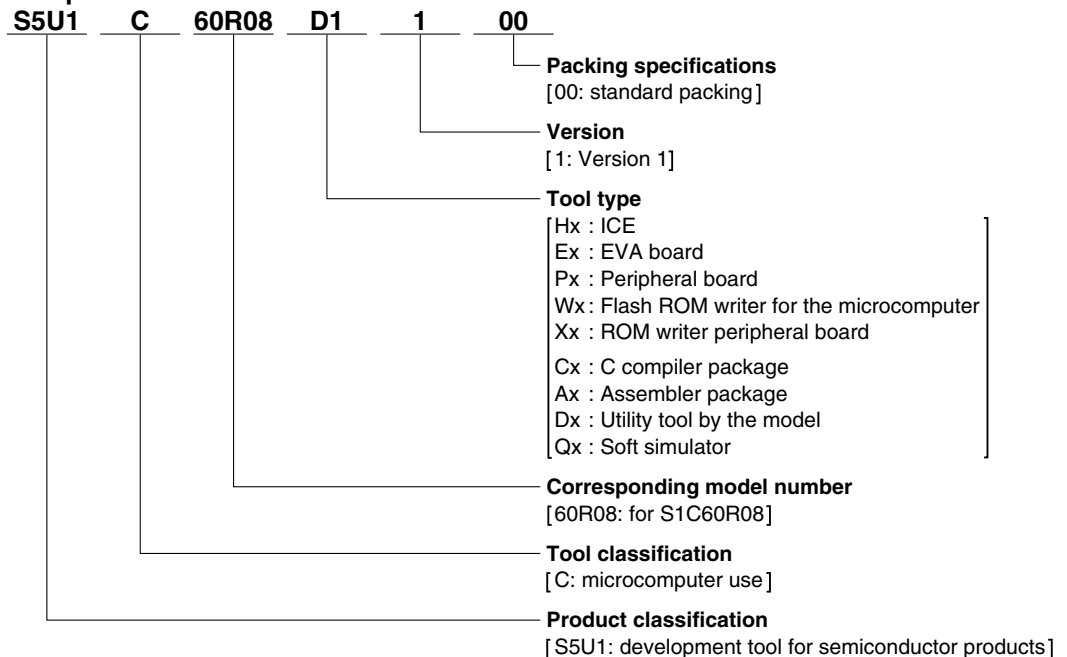 S5U1 C 60R08 D1 1 00
Packing specifications
[00: standard packing]
Version
[1: Version 1]
Tool type
Hx : ICE
Ex : EVA board
Px : Peripheral board
Wx : Flash ROM writer for the microcomputer
Xx : ROM writer peripheral board
Cx : C compiler package
Ax : Assembler package
Dx : Utility tool by the model
Qx : Soft simulator
Corresponding model number
[60R08: for S1C60R08]
Tool classification
[C: microcomputer use]
Product classification
[S5U1: development tool for semiconductor products]